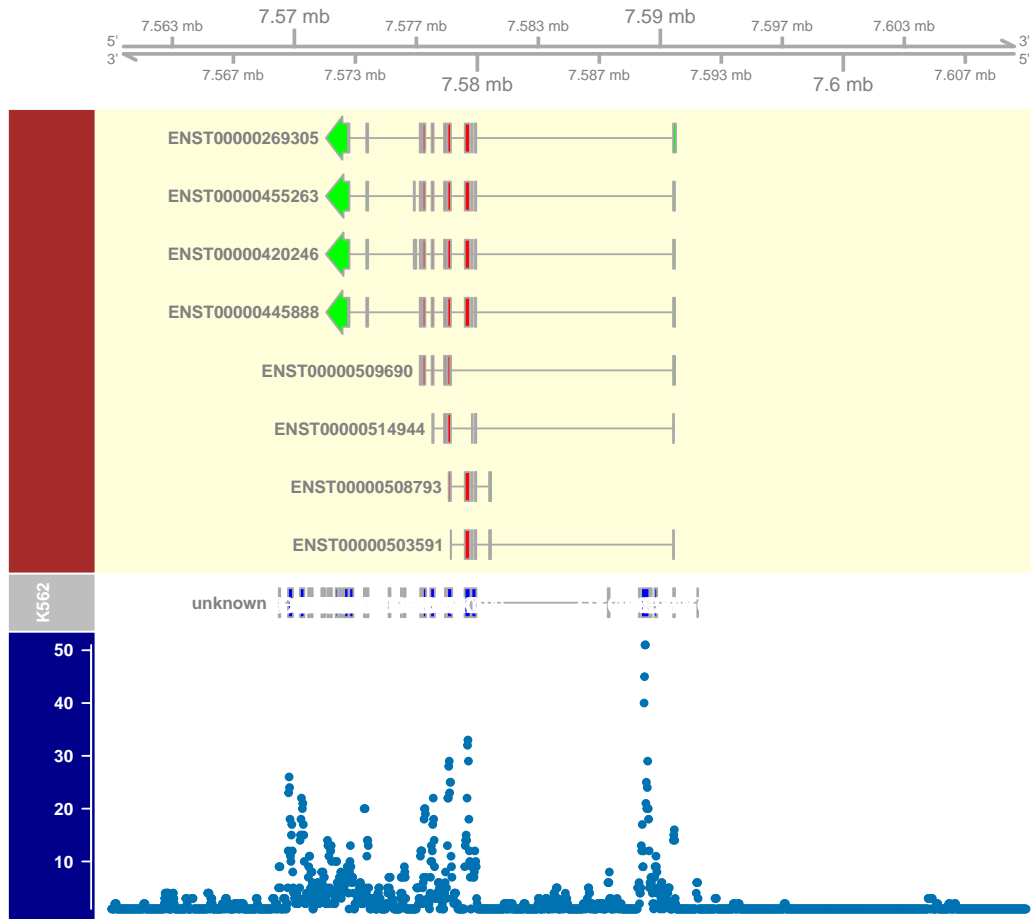 7.57 mb 7.59 mb
7.563 mb 7.577 mb 7.583 mb 7.597 mb 7.603 mb
5' 3'
3' 5'
7.567 mb 7.573 mb 7.587 mb 7.593 mb 7.607 mb
7.58 mb 7.6 mb
ENST00000269305
ENST00000455263
ENST00000420246
ENST00000445888
ENST00000509690
ENST00000514944
ENST00000508793
ENST00000503591
K562
unknown
50
40
30
20
10